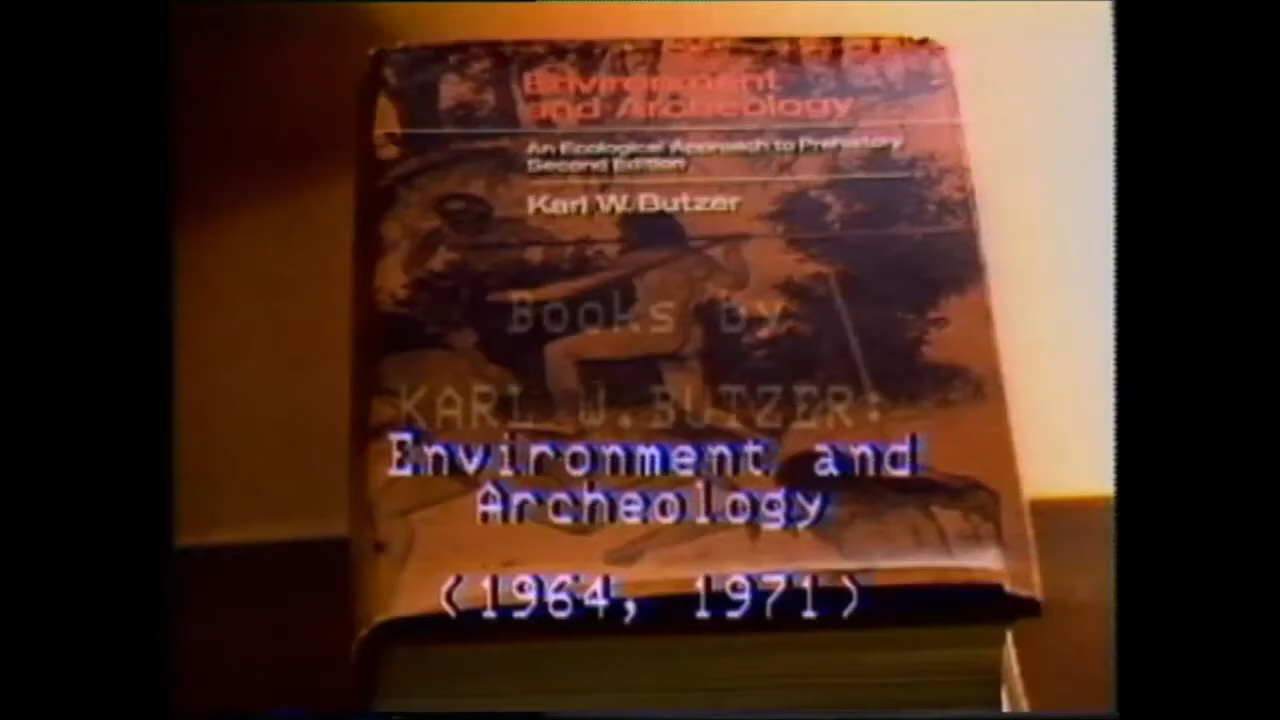 Environment
and Archeology
An Ecological Approach to Prehistory
Second Edition
Karl W. Butzer
Books by
KARL W.BUTZER:
Environment and
Archeology
(1964, 1971)